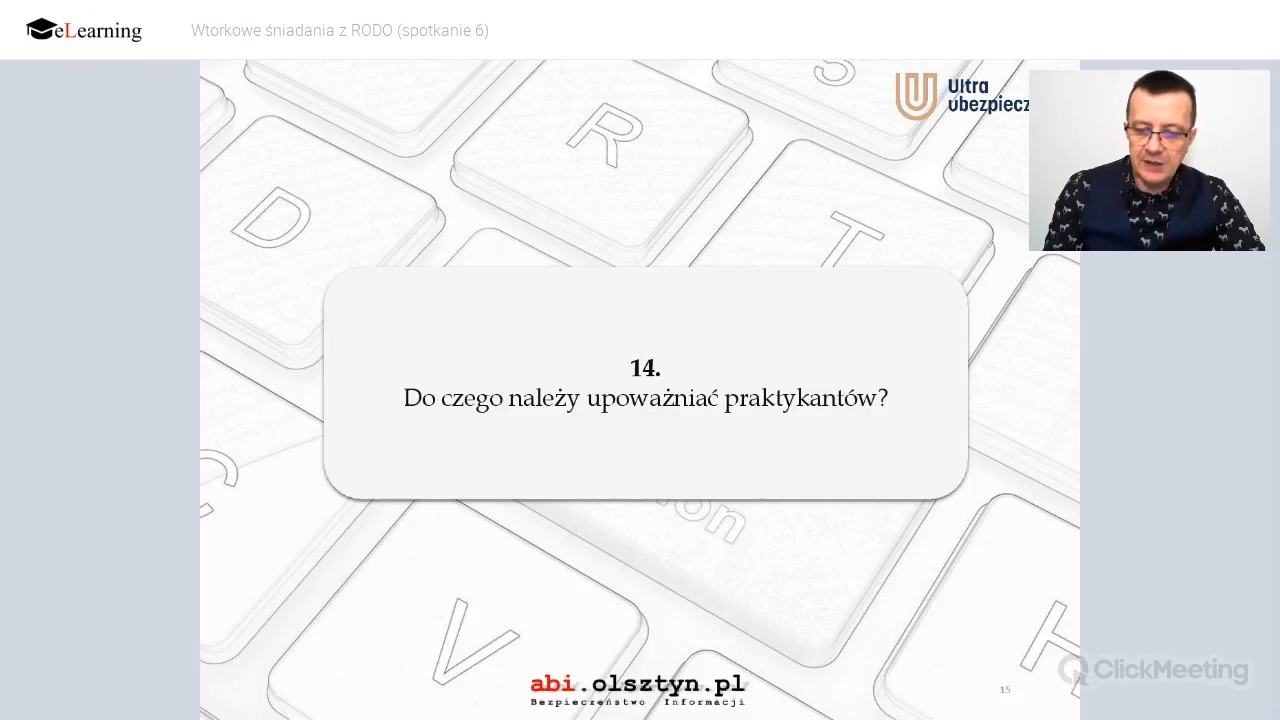 eLearning
Wtorkowe śniadania z RODO (spotkanie 6)
Ultra
ubezpiecz
S
R
D
T
14.
Do czego należy upoważniać praktykantów?
C
on
V
H
abi.olsztyn.pl
Bezpieczeństwo Informacji
ClickMeeting
15